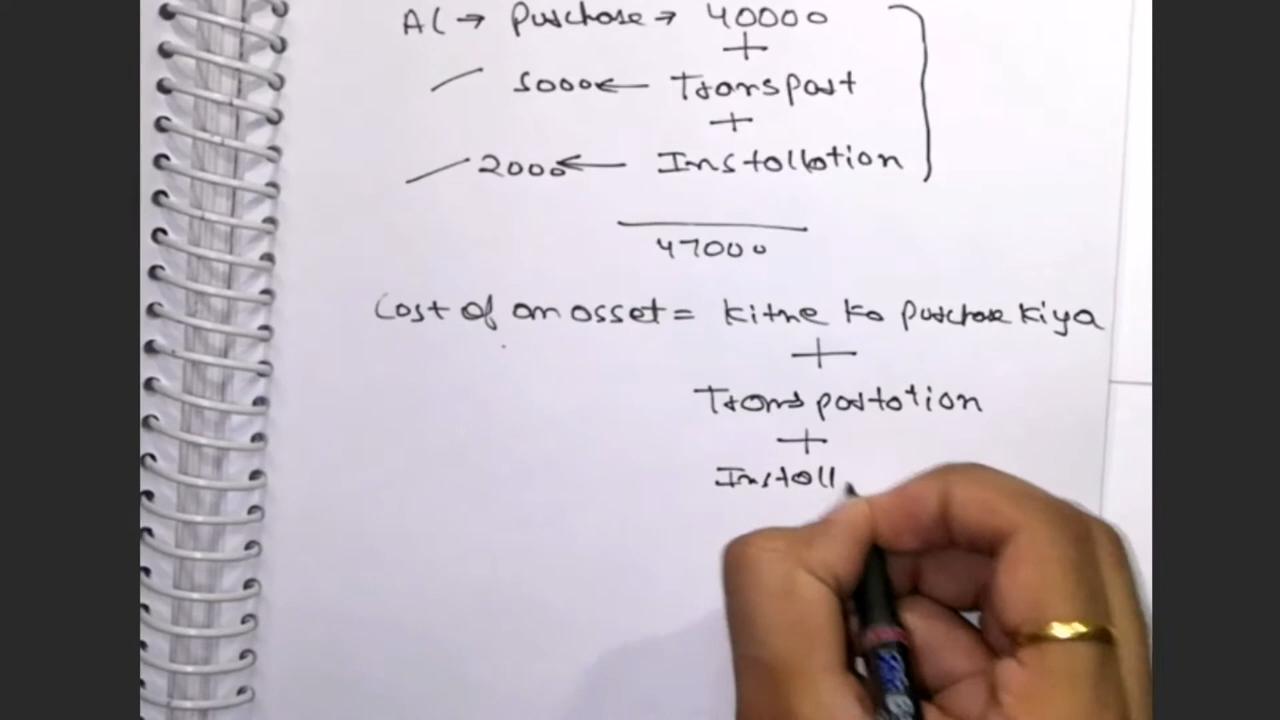 AC → Purchase → 40000
+
5000 ← Transport
+
2000 ← Installation
47000
Cost of an asset = Kitne Ko purchase Kiya
+
Transportation
+
Install